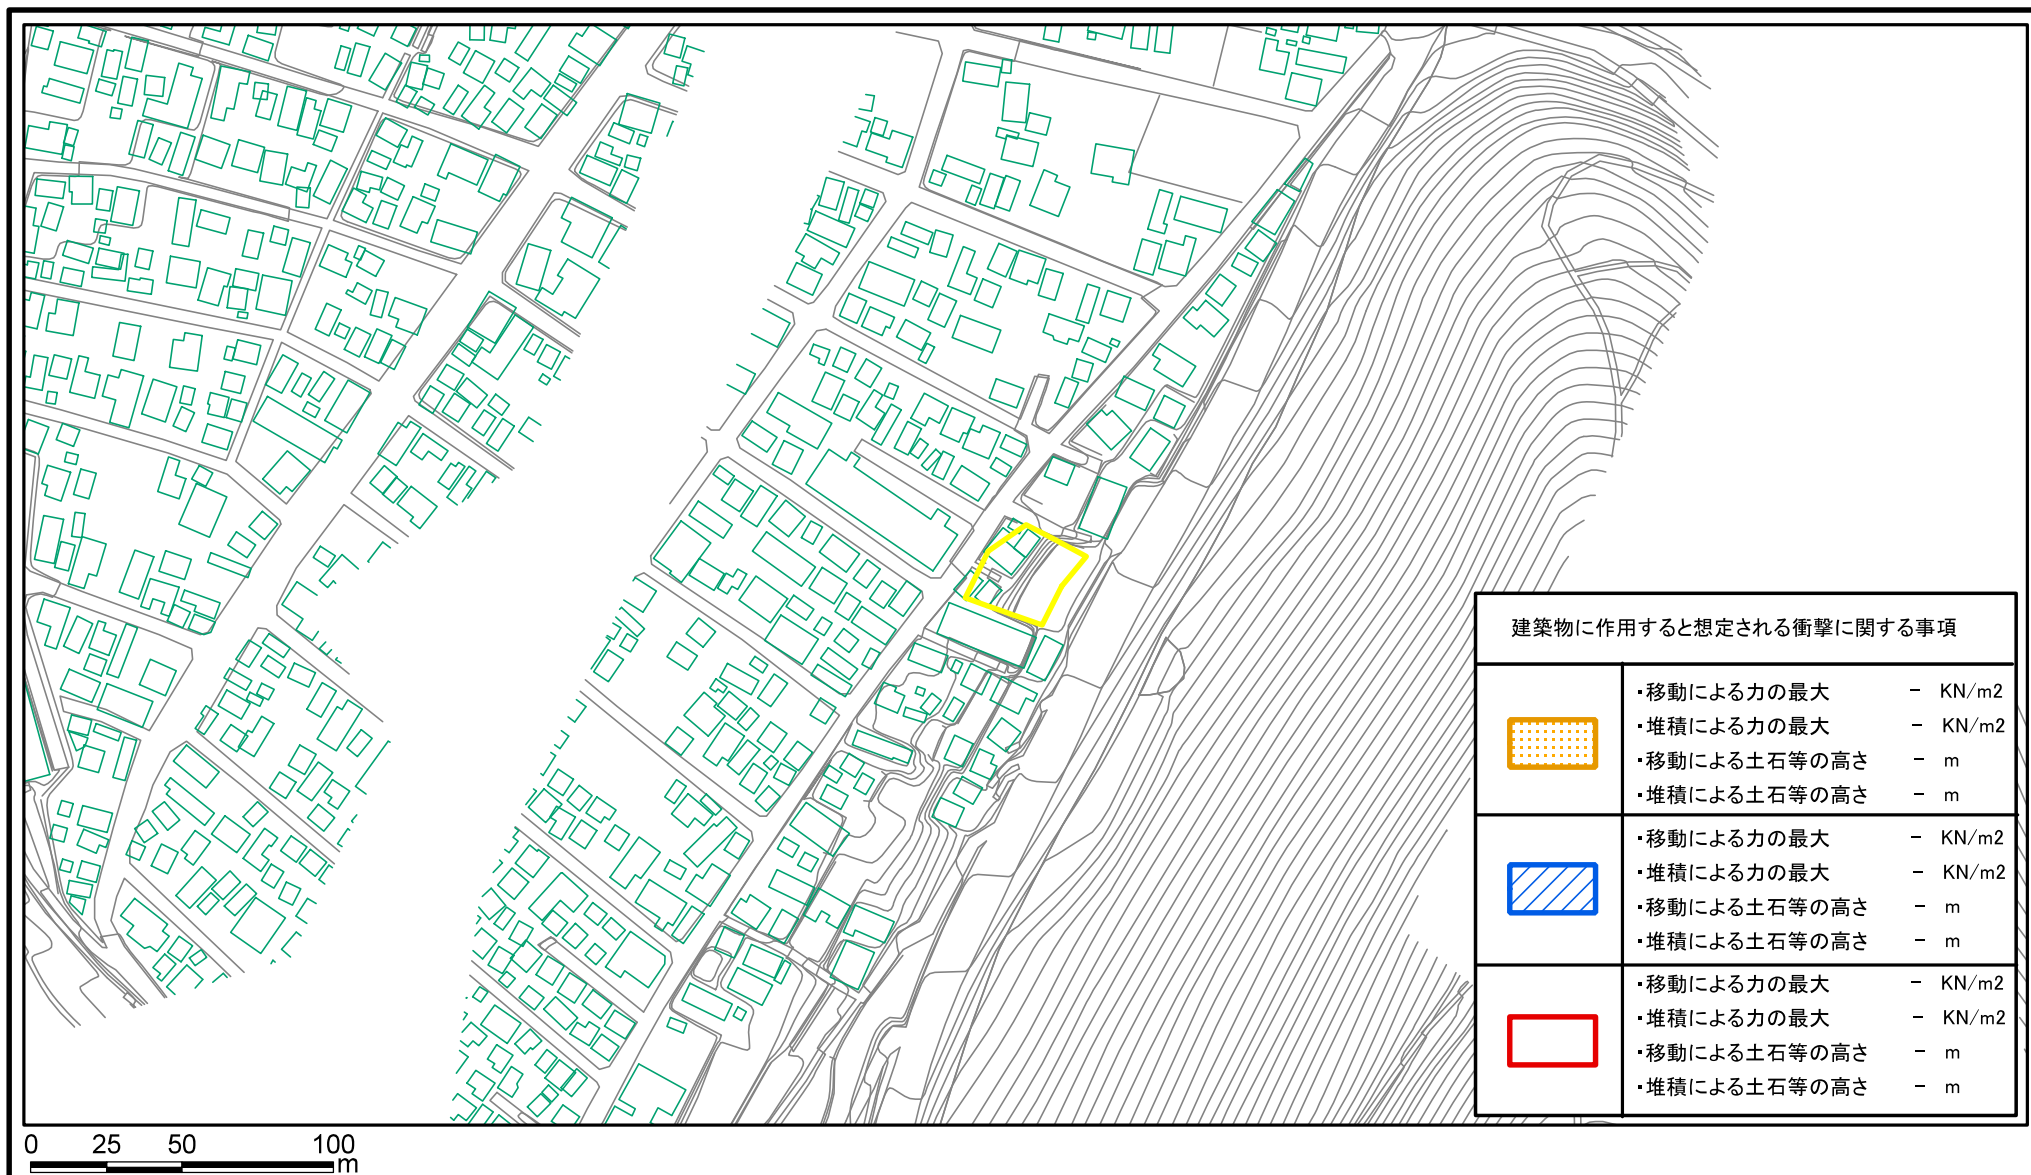 建築物に作用すると想定される衝撃に関する事項
・移動による力の最大 － KN/m2
・堆積による力の最大 － KN/m2
・移動による土石等の高さ － m
・堆積による土石等の高さ － m
・移動による力の最大 － KN/m2
・堆積による力の最大 － KN/m2
・移動による土石等の高さ － m
・堆積による土石等の高さ － m
・移動による力の最大 － KN/m2
・堆積による力の最大 － KN/m2
・移動による土石等の高さ － m
・堆積による土石等の高さ － m
0 25 50 100
m